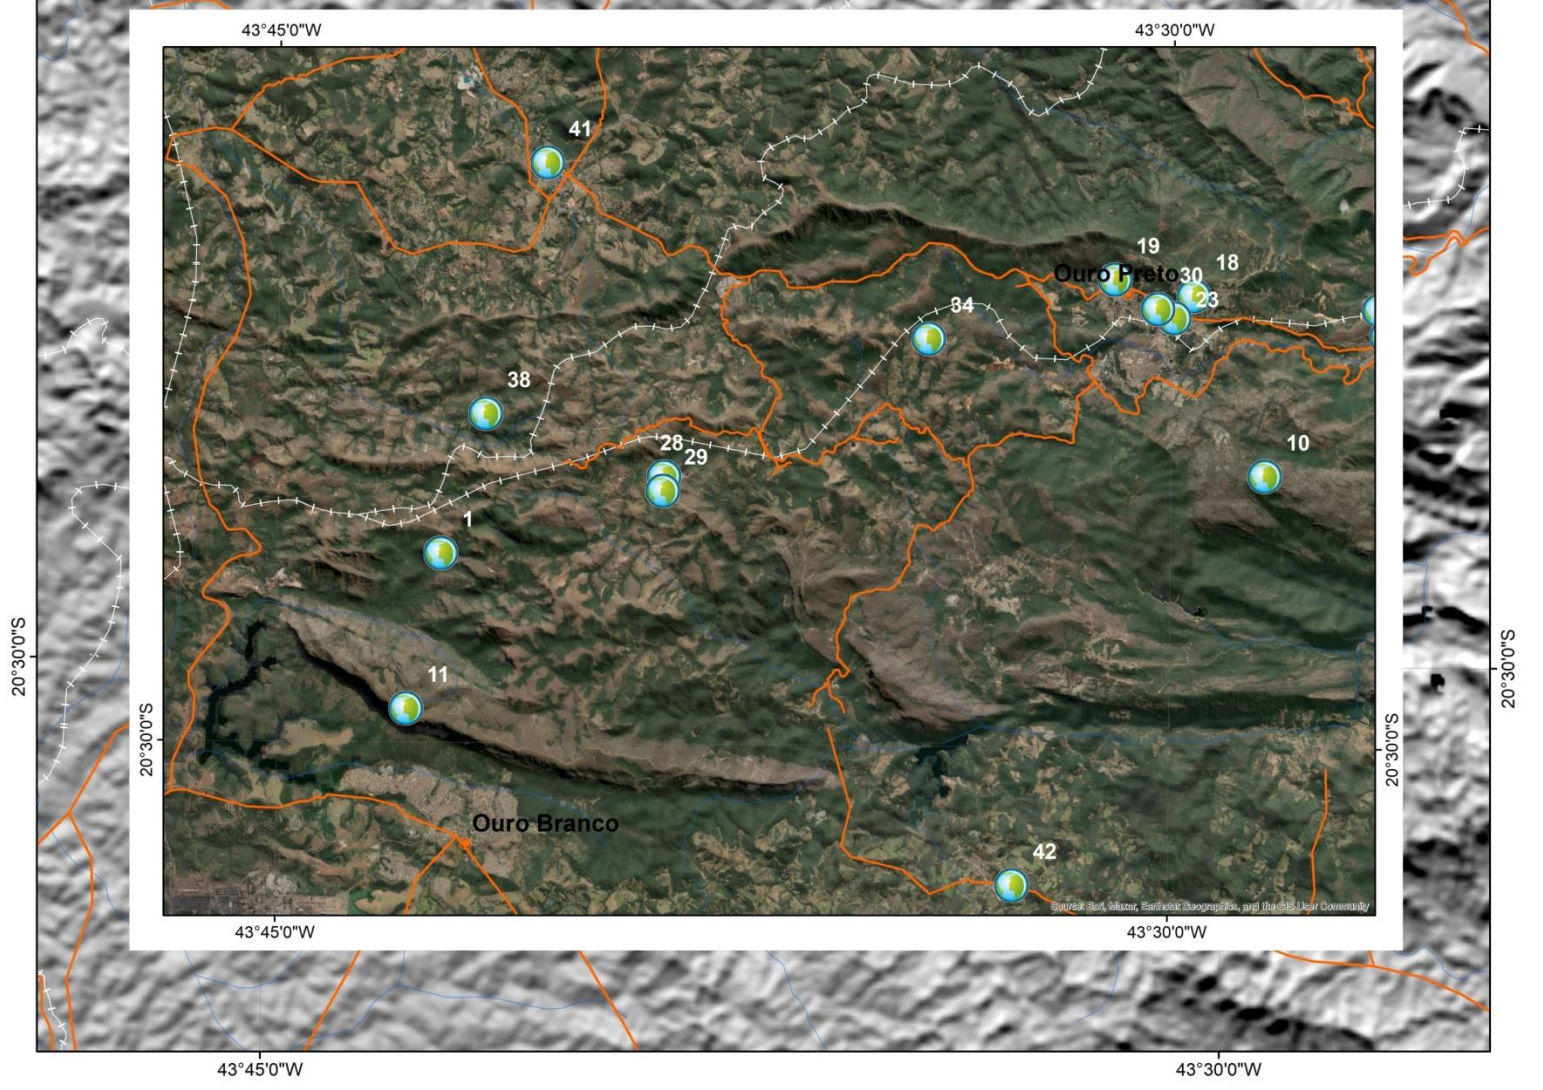 43°45'0"W
43°30'0"W
41
19
18
Ouro Preto
30
23
34
38
28
29
10
1
20°30'0"S
20°30'0"S
11
20°30'0"S
20°30'0"S
Ouro Branco
42
Source: Esri, Maxar, Earthstar Geographics, and the GIS User Community
43°45'0"W
43°30'0"W
43°45'0"W
43°30'0"W